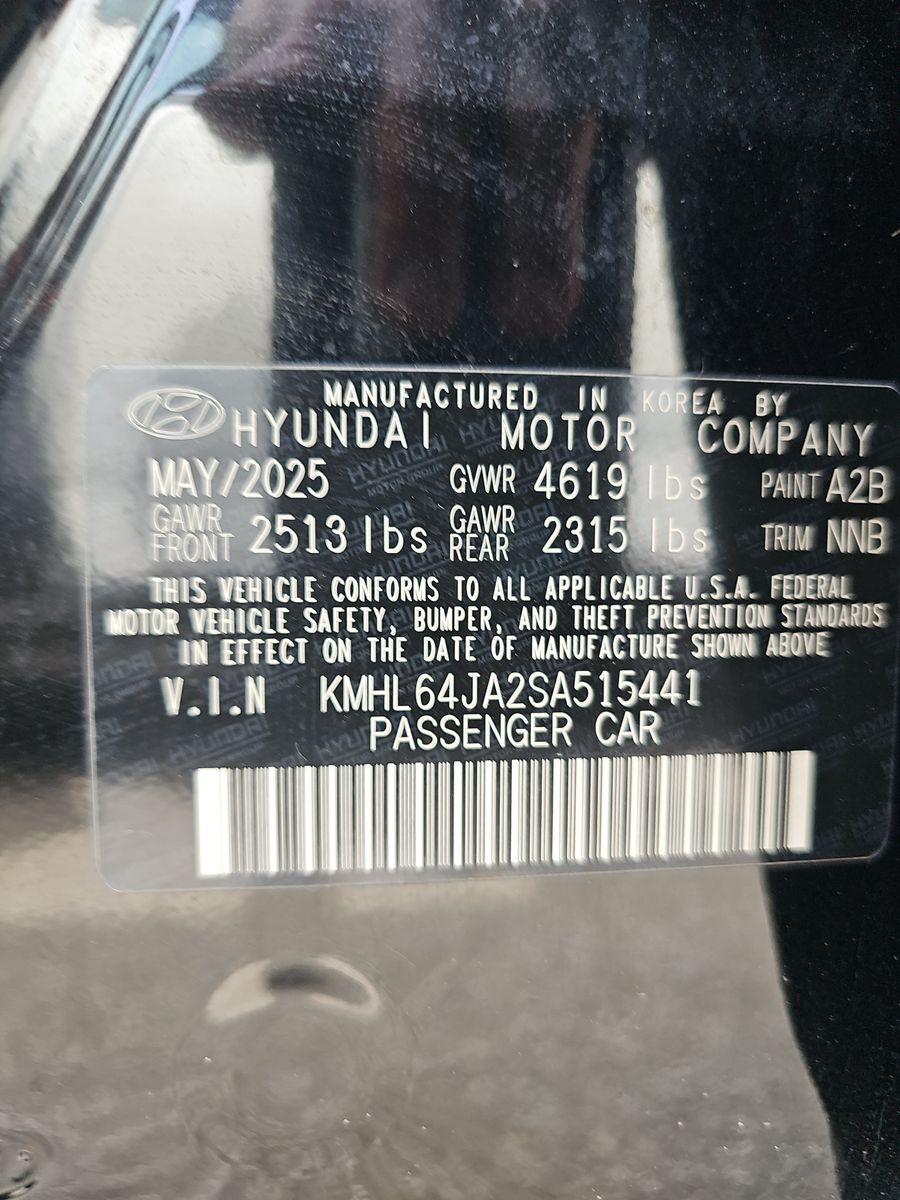 MANUFACTURED IN KOREA BY
HYUNDAI MOTOR COMPANY
MAY/2025 GVWR 4619 lbs PAINT A2B
GAWR FRONT 2513 lbs GAWR REAR 2315 lbs TRIM NNB
THIS VEHICLE CONFORMS TO ALL APPLICABLE U.S.A. FEDERAL
MOTOR VEHICLE SAFETY, BUMPER, AND THEFT PREVENTION STANDARDS
IN EFFECT ON THE DATE OF MANUFACTURE SHOWN ABOVE
V.I.N KMHL64JA2SA515441
PASSENGER CAR